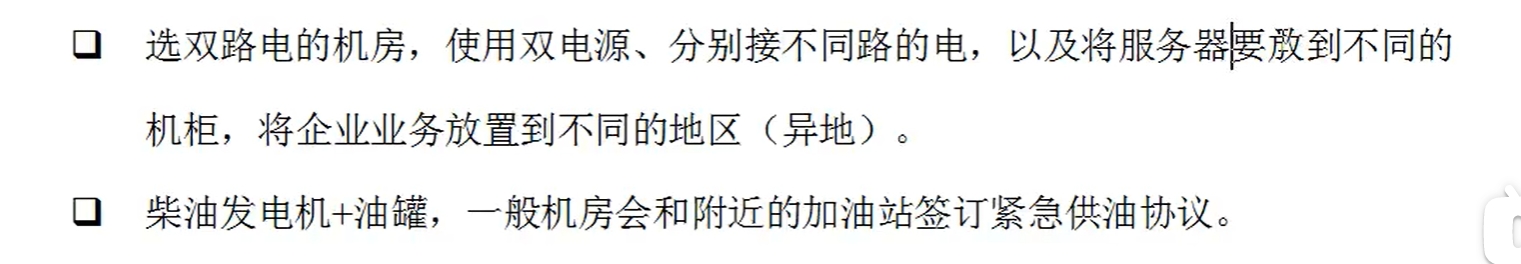 ❑ 选双路电的机房，使用双电源、分别接不同路的电，以及将服务器要放到不同的
机柜，将企业业务放置到不同的地区（异地）。
❑ 柴油发电机+油罐，一般机房会和附近的加油站签订紧急供油协议。